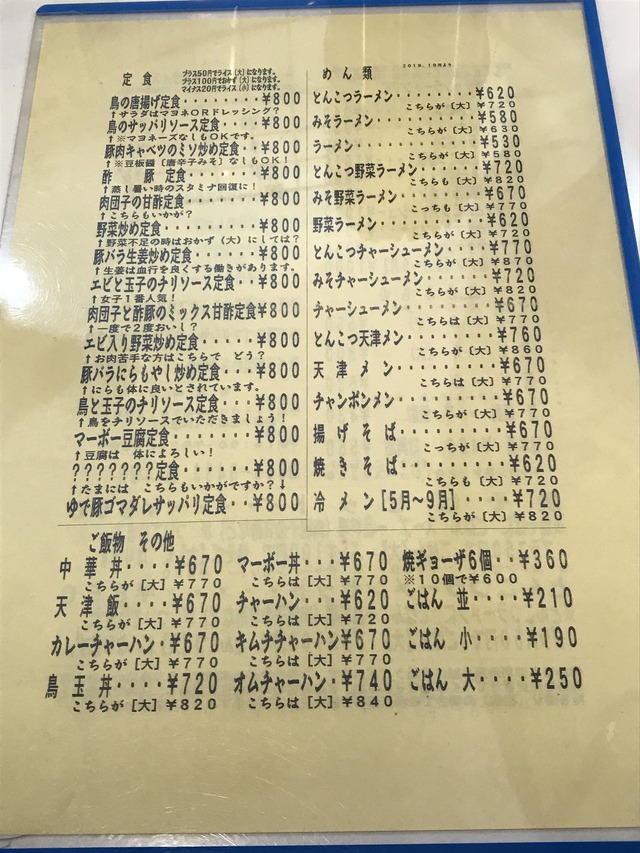 定食 プラス50円でライス(大)になります。
プラス100円でおかず(大)になります。
マイナス20円でライス(小)になります。
鳥の唐揚げ定食・・・・・・・・¥800
↑サラダはマヨネORドレッシング?
鳥のサッパリソース定食・・・・¥800
↑※マヨネーズなしもOKです。
豚肉キャベツのミソ炒め定食・・¥800
↑※豆板醤〔唐辛子みそ〕なしもOK!
酢 豚 定食・・・・・・・・¥800
↑蒸し暑い時のスタミナ回復に!
肉団子の甘酢定食・・・・・・・¥800
↑こちらもいかが?
野菜炒め定食・・・・・・・・・¥800
↑野菜不足の時はおかず(大)にしては?
豚バラ生姜炒め定食・・・・・・¥800
↑生姜は血行を良くする働きがあります。
エビと玉子のチリソース定食・・¥800
↑女子1番人気!
肉団子と酢豚のミックス甘酢定食¥800
↑一度で2度おいし?
エビ入り野菜炒め定食・・・・・¥800
↑お肉苦手な方はこちらで どう?
豚バラにらもやし炒め定食・・・¥800
↑にらも体に良いとされています。
鳥と玉子のチリソース定食・・・¥800
↑鳥をチリソースでいただきましょう!
マーボー豆腐定食・・・・・・・¥800
↑豆腐は 体によろしい!
???????定食・・・・・・¥800
↑たまには こちらもいかがですか?↓
ゆで豚ゴマダレサッパリ定食・・¥800
めん類 2019.10月より
とんこつラーメン・・・・・・・・¥620
こちらが[大]¥720
みそラーメン・・・・・・・・・・¥580
こちらが[大]¥630
ラーメン・・・・・・・・・・・・¥530
こちらが[大]¥580
とんこつ野菜ラーメン・・・・・・¥720
こちらも[大]¥820
みそ野菜ラーメン・・・・・・・・¥670
こっちも[大]¥770
野菜ラーメン・・・・・・・・・・¥620
こちらが[大]¥770
とんこつチャーシューメン・・・・¥770
こちらが[大]¥870
みそチャーシューメン・・・・・・¥720
こちらが[大]¥820
チャーシューメン・・・・・・・・¥670
こちらは[大]¥770
とんこつ天津メン・・・・・・・・¥760
こちらが[大]¥860
天 津 メ ン・・・・・・・・・¥670
こちらは[大]¥770
チャンポンメン・・・・・・・・・¥670
こちらが[大]¥770
揚 げ そ ば・・・・・・・・・¥670
こっちが[大]¥770
焼 き そ ば・・・・・・・・・¥620
こちらも[大]¥720
冷 メ ン[5月〜9月]・・・・・¥720
こちらが[大]¥820
ご飯物 その他
中 華 丼・・・・¥670
こちらが[大]¥770
天 津 飯・・・・¥670
こちらが[大]¥770
カレーチャーハン・¥670
こちらが[大]¥770
鳥 玉 丼・・・・¥720
こちらが[大]¥820
マーボー丼・・・¥670
こちらは[大]¥770
チャーハン・・・¥620
こちらが[大]¥720
キムチチャーハン¥670
こちらは[大]¥770
オムチャーハン・¥740
こちらは[大]¥840
焼ギョーザ6個・・¥360
※10個で¥600
ごはん 並・・・・¥210
ごはん 小・・・・¥190
ごはん 大・・・・¥250